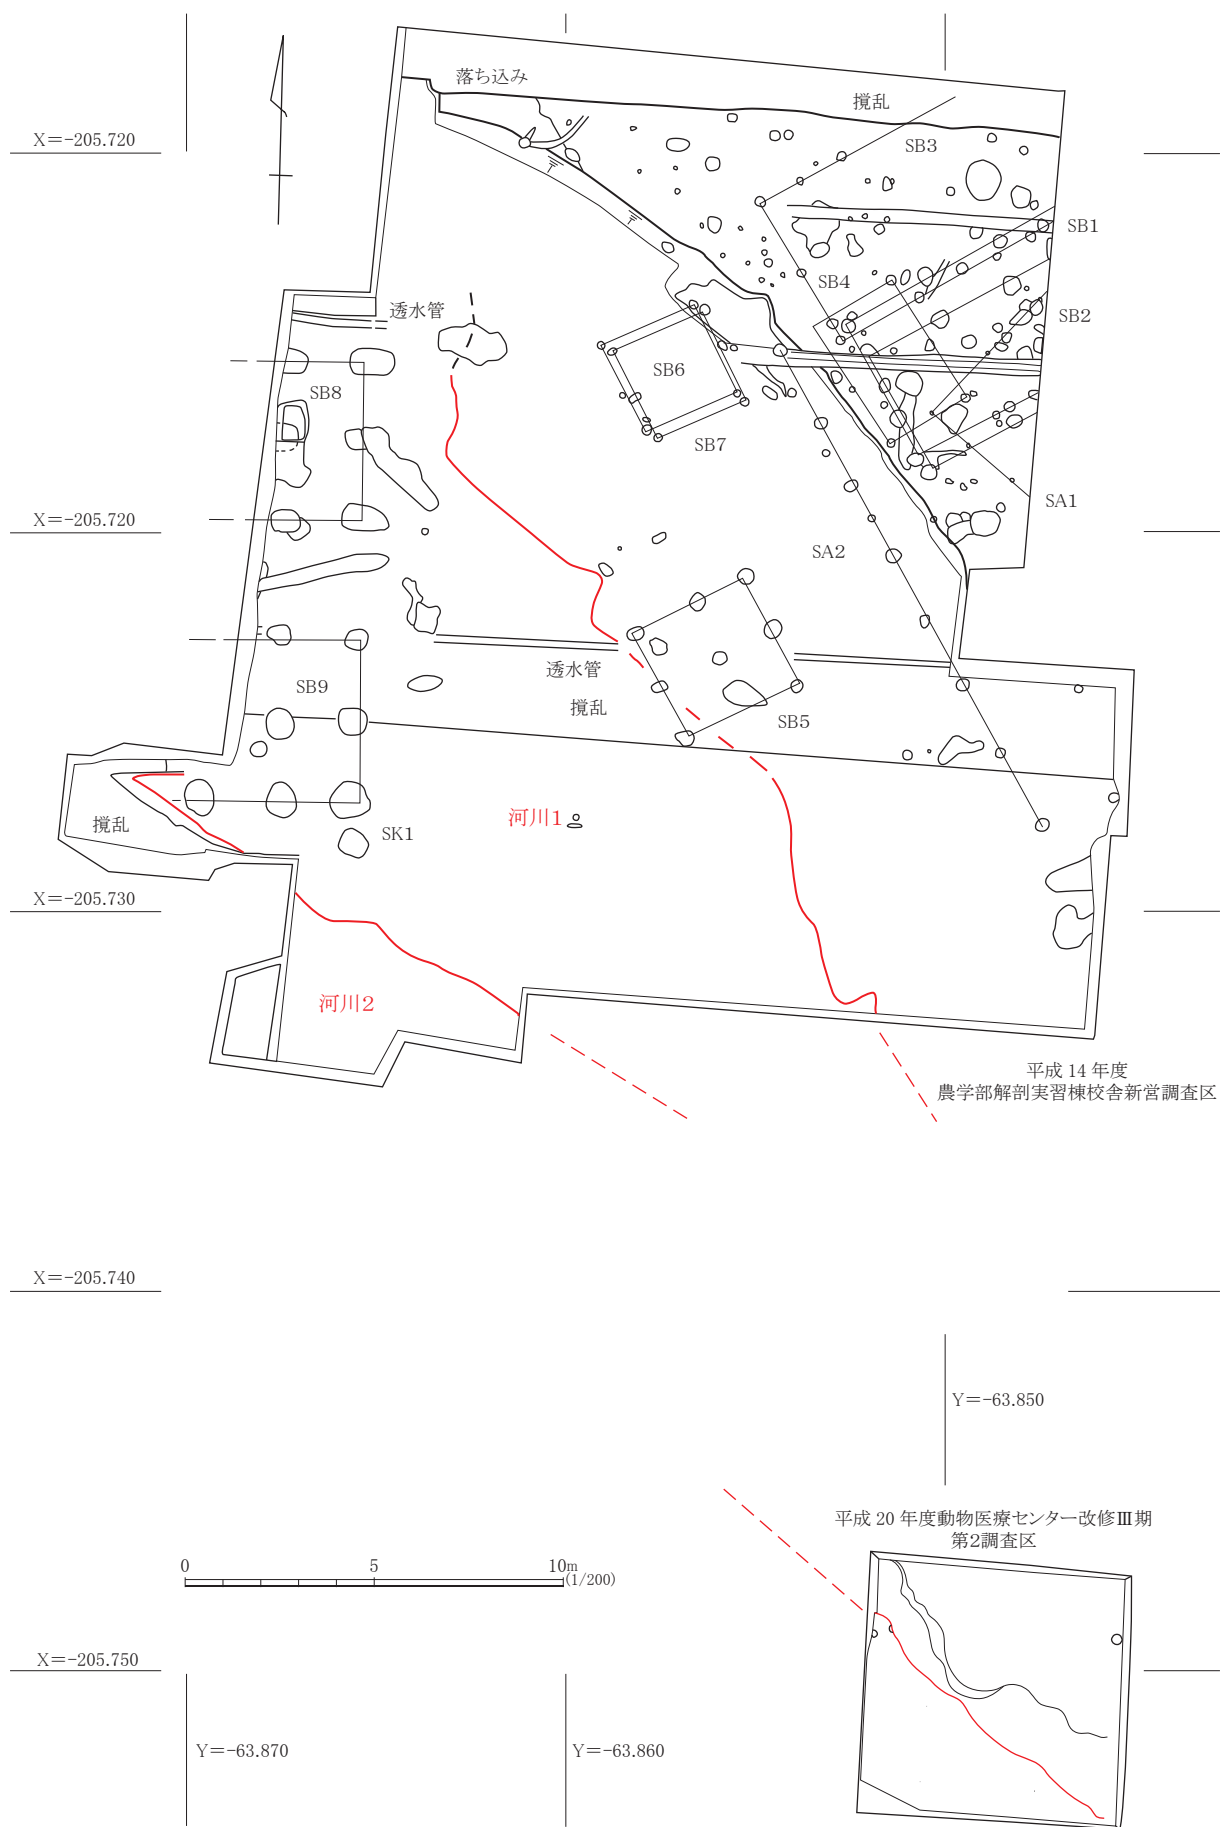 落ち込み
攪乱
X=-205.720
SB3
SB1
SB4
透水管
SB2
SB6
SB8
SB7
SA1
X=-205.720
SA2
透水管
SB9
攪乱
SB5
河川1
攪乱
SK1
X=-205.730
河川2
平成 14 年度
農学部解剖実習棟校舎新営調査区
X=-205.740
Y=-63.850
平成 20 年度動物医療センター改修Ⅲ期
第2調査区
0 5 10m
(1/200)
X=-205.750
Y=-63.870
Y=-63.860